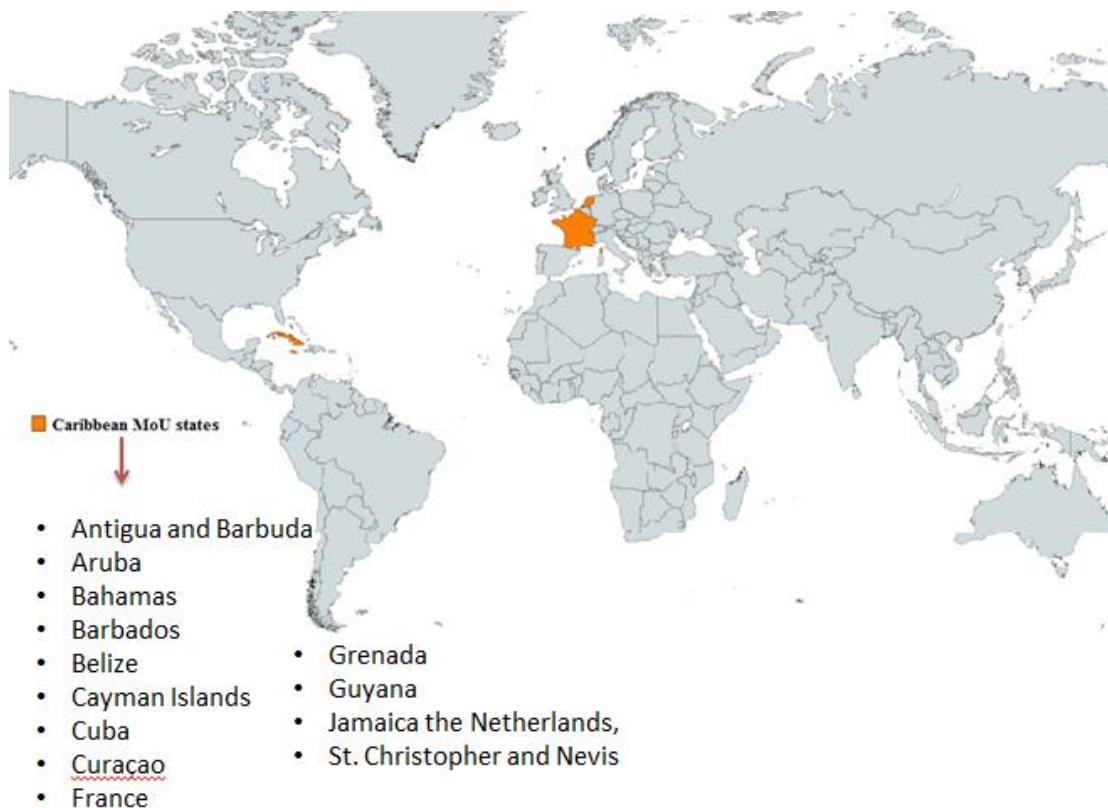 Caribbean MoU states
• Antigua and Barbuda
• Aruba
• Bahamas
• Barbados
• Belize
• Cayman Islands
• Cuba
• Curaçao
• France
• Grenada
• Guyana
• Jamaica the Netherlands,
• St. Christopher and Nevis